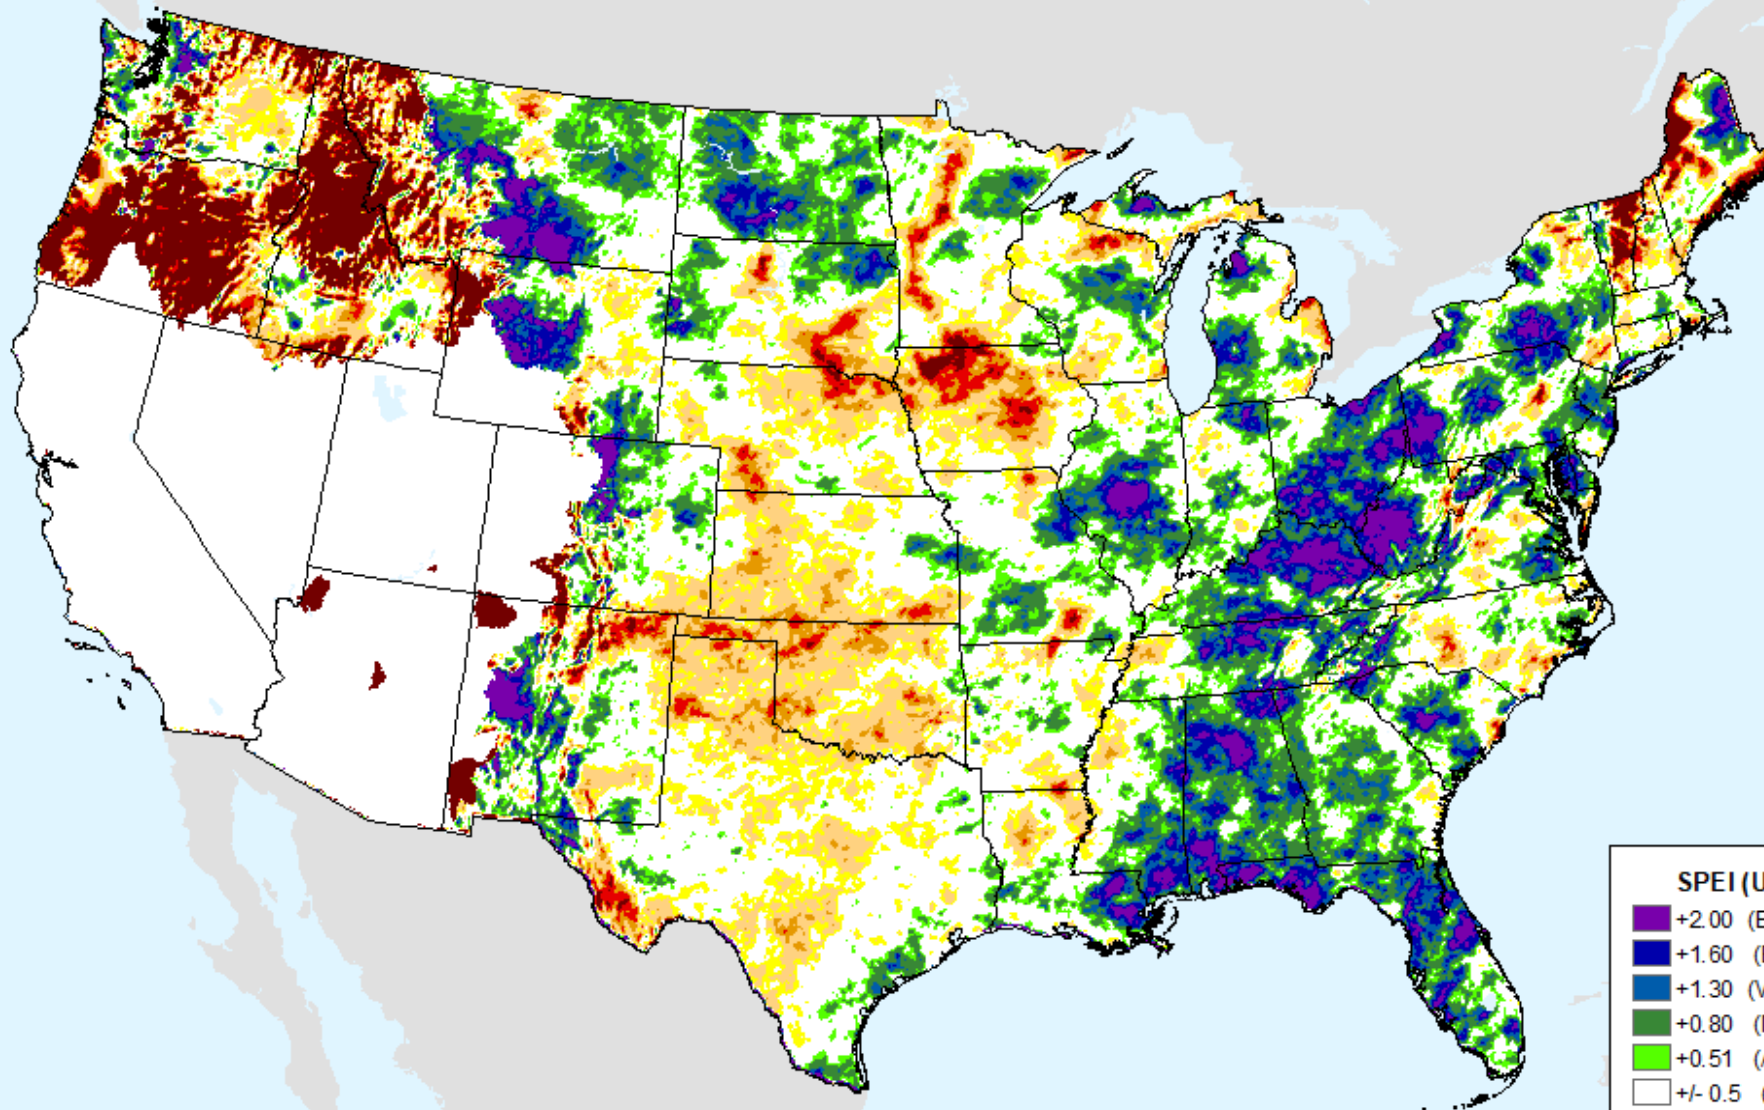 SPEI (U
+2.00 (E
+1.60 (
+1.30 (V
+0.80 (
+0.51 (
+/- 0.5 (